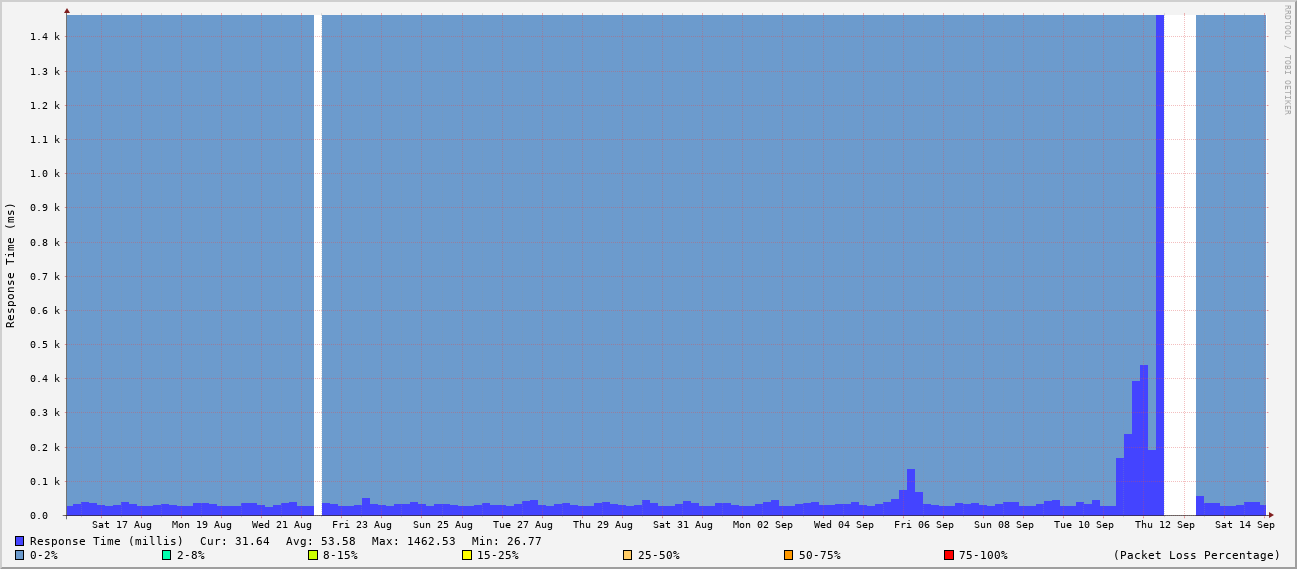 RRDTOOL / TOBI OETIKER
Response Time (ms)
1.4 k
1.3 k
1.2 k
1.1 k
1.0 k
0.9 k
0.8 k
0.7 k
0.6 k
0.5 k
0.4 k
0.3 k
0.2 k
0.1 k
0.0
Sat 17 Aug Mon 19 Aug Wed 21 Aug Fri 23 Aug Sun 25 Aug Tue 27 Aug Thu 29 Aug Sat 31 Aug Mon 02 Sep Wed 04 Sep Fri 06 Sep Sun 08 Sep Tue 10 Sep Thu 12 Sep Sat 14 Sep
Response Time (millis) Cur: 31.64 Avg: 53.58 Max: 1462.53 Min: 26.77
0-2% 2-8% 8-15% 15-25% 25-50% 50-75% 75-100% (Packet Loss Percentage)